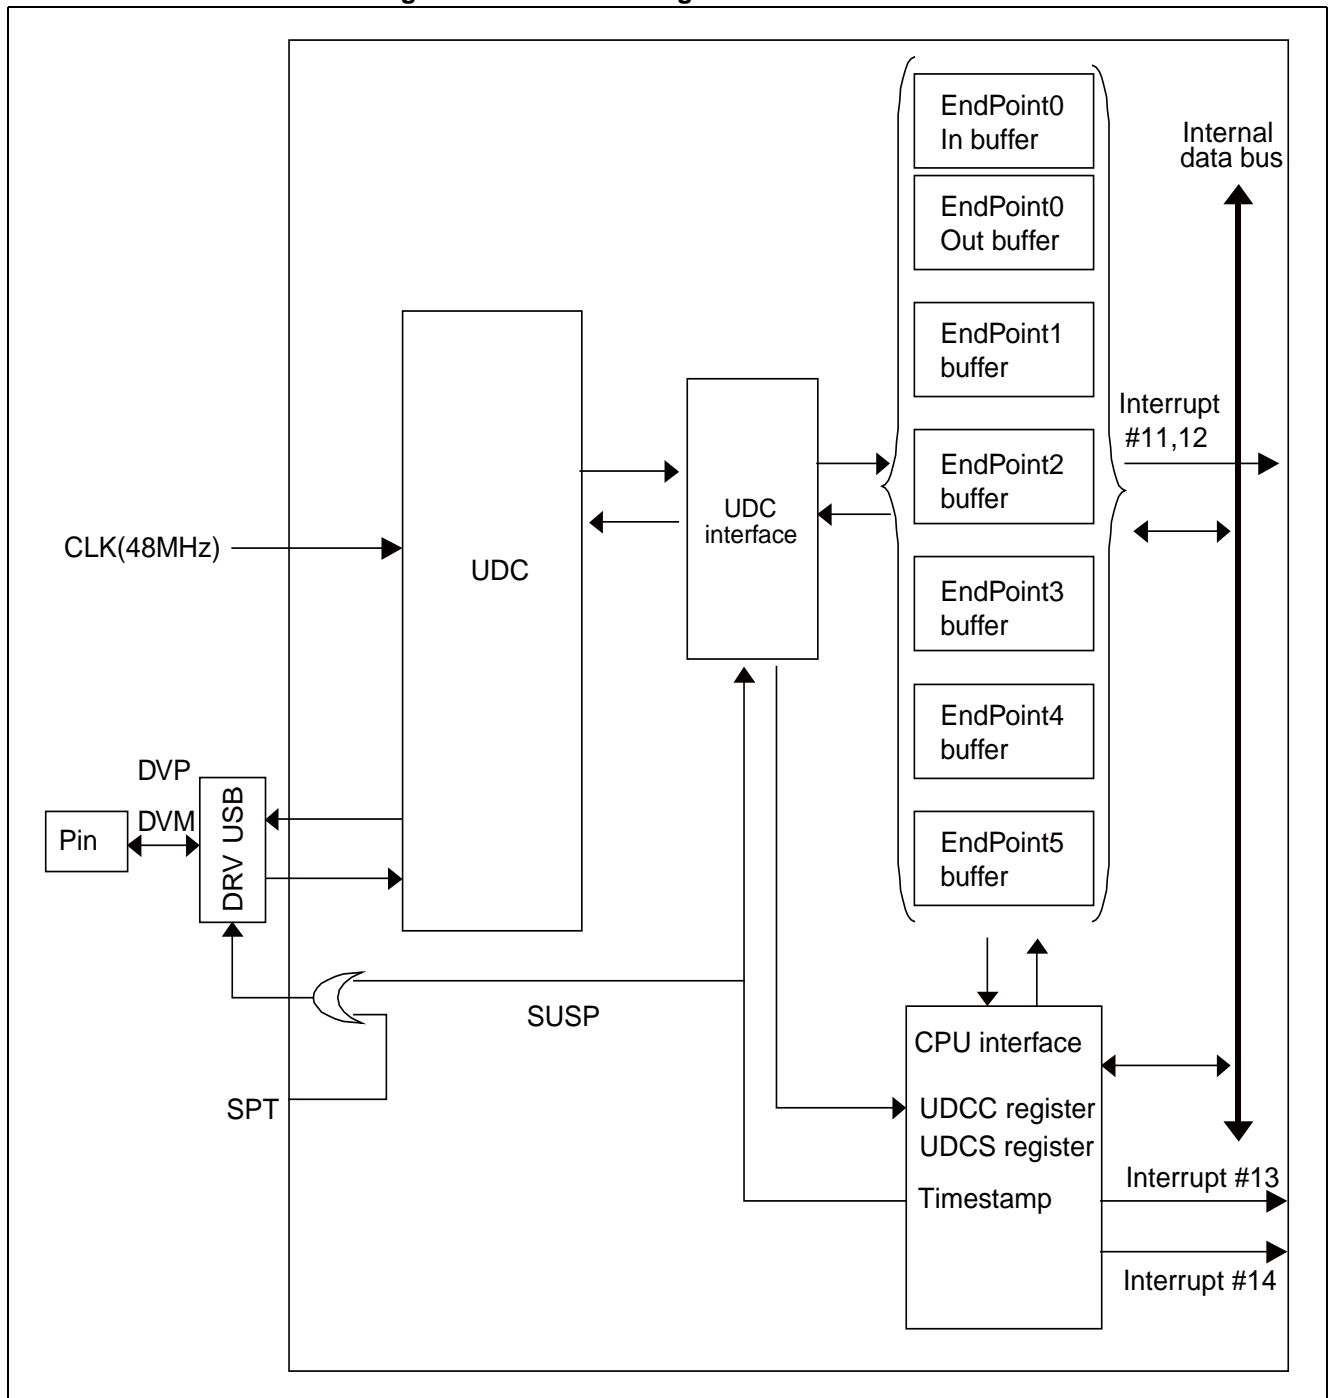 EndPoint0
In buffer
Internal
data bus
EndPoint0
Out buffer
EndPoint1
buffer
Interrupt
#11,12
EndPoint2
buffer
UDC
interface
CLK(48MHz)
UDC
EndPoint3
buffer
EndPoint4
buffer
DVP
DVM
Pin
DRV USB
EndPoint5
buffer
SUSP
CPU interface
SPT
UDCC register
UDCS register
Interrupt #13
Timestamp
Interrupt #14